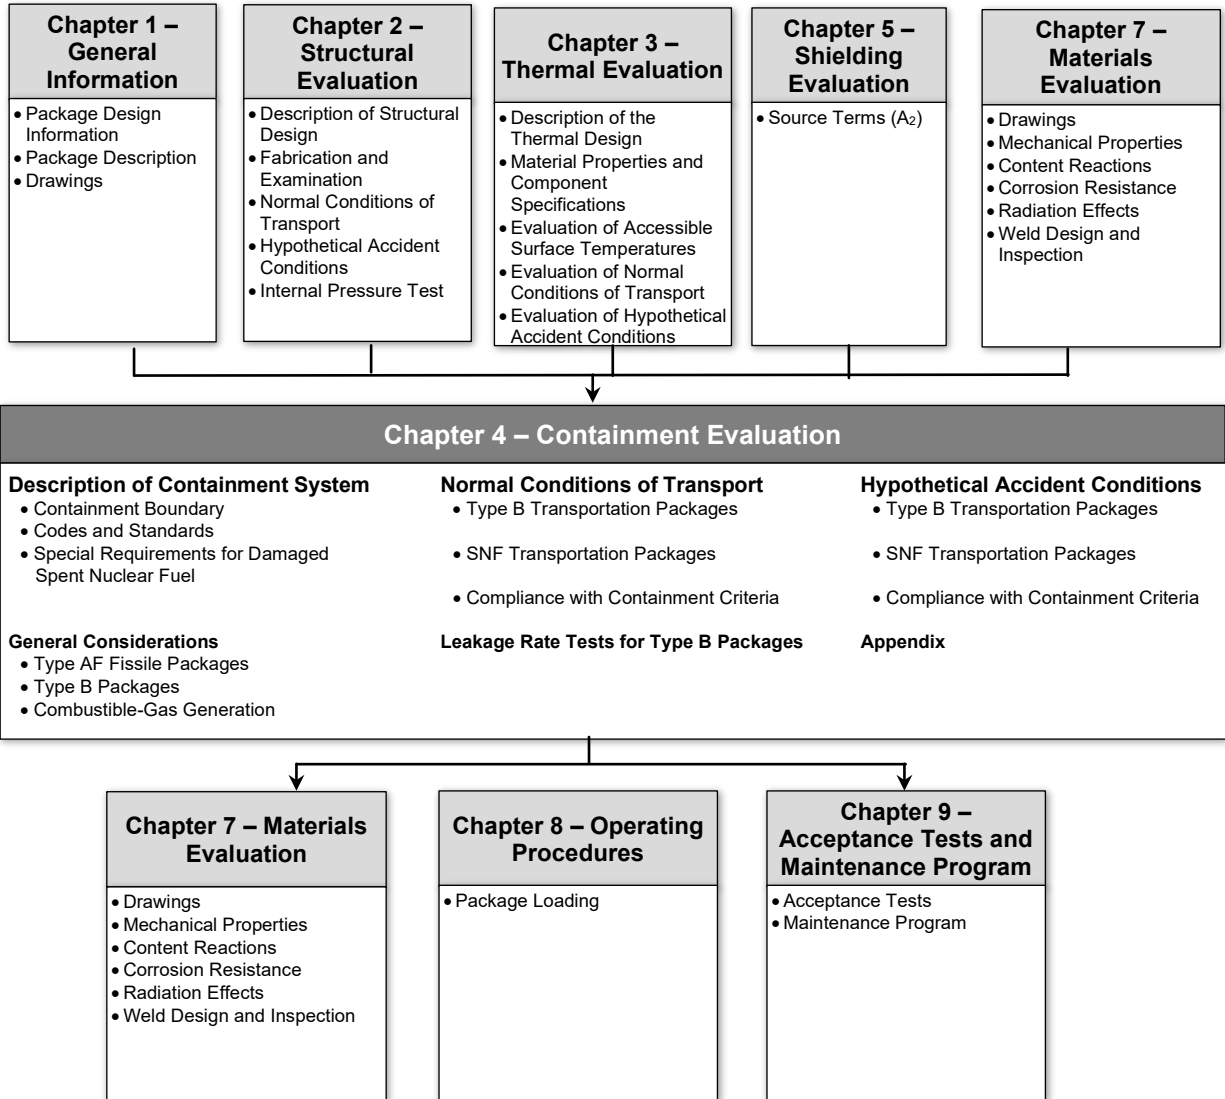 Chapter 1 –
General
Information
• Package Design
Information
• Package Description
• Drawings
Chapter 2 –
Structural
Evaluation
• Description of Structural
Design
• Fabrication and
Examination
• Normal Conditions of
Transport
• Hypothetical Accident
Conditions
• Internal Pressure Test
Chapter 3 –
Thermal Evaluation
• Description of the
Thermal Design
• Material Properties and
Component
Specifications
• Evaluation of Accessible
Surface Temperatures
• Evaluation of Normal
Conditions of Transport
• Evaluation of Hypothetical
Accident Conditions
Chapter 5 –
Shielding
Evaluation
• Source Terms (A₂)
Chapter 7 –
Materials
Evaluation
• Drawings
• Mechanical Properties
• Content Reactions
• Corrosion Resistance
• Radiation Effects
• Weld Design and
Inspection
Chapter 4 – Containment Evaluation
Description of Containment System
• Containment Boundary
• Codes and Standards
• Special Requirements for Damaged
Spent Nuclear Fuel
Normal Conditions of Transport
• Type B Transportation Packages
• SNF Transportation Packages
• Compliance with Containment Criteria
Hypothetical Accident Conditions
• Type B Transportation Packages
• SNF Transportation Packages
• Compliance with Containment Criteria
General Considerations
• Type AF Fissile Packages
• Type B Packages
• Combustible-Gas Generation
Leakage Rate Tests for Type B Packages
Appendix
Chapter 7 – Materials
Evaluation
• Drawings
• Mechanical Properties
• Content Reactions
• Corrosion Resistance
• Radiation Effects
• Weld Design and Inspection
Chapter 8 – Operating
Procedures
• Package Loading
Chapter 9 –
Acceptance Tests and
Maintenance Program
• Acceptance Tests
• Maintenance Program